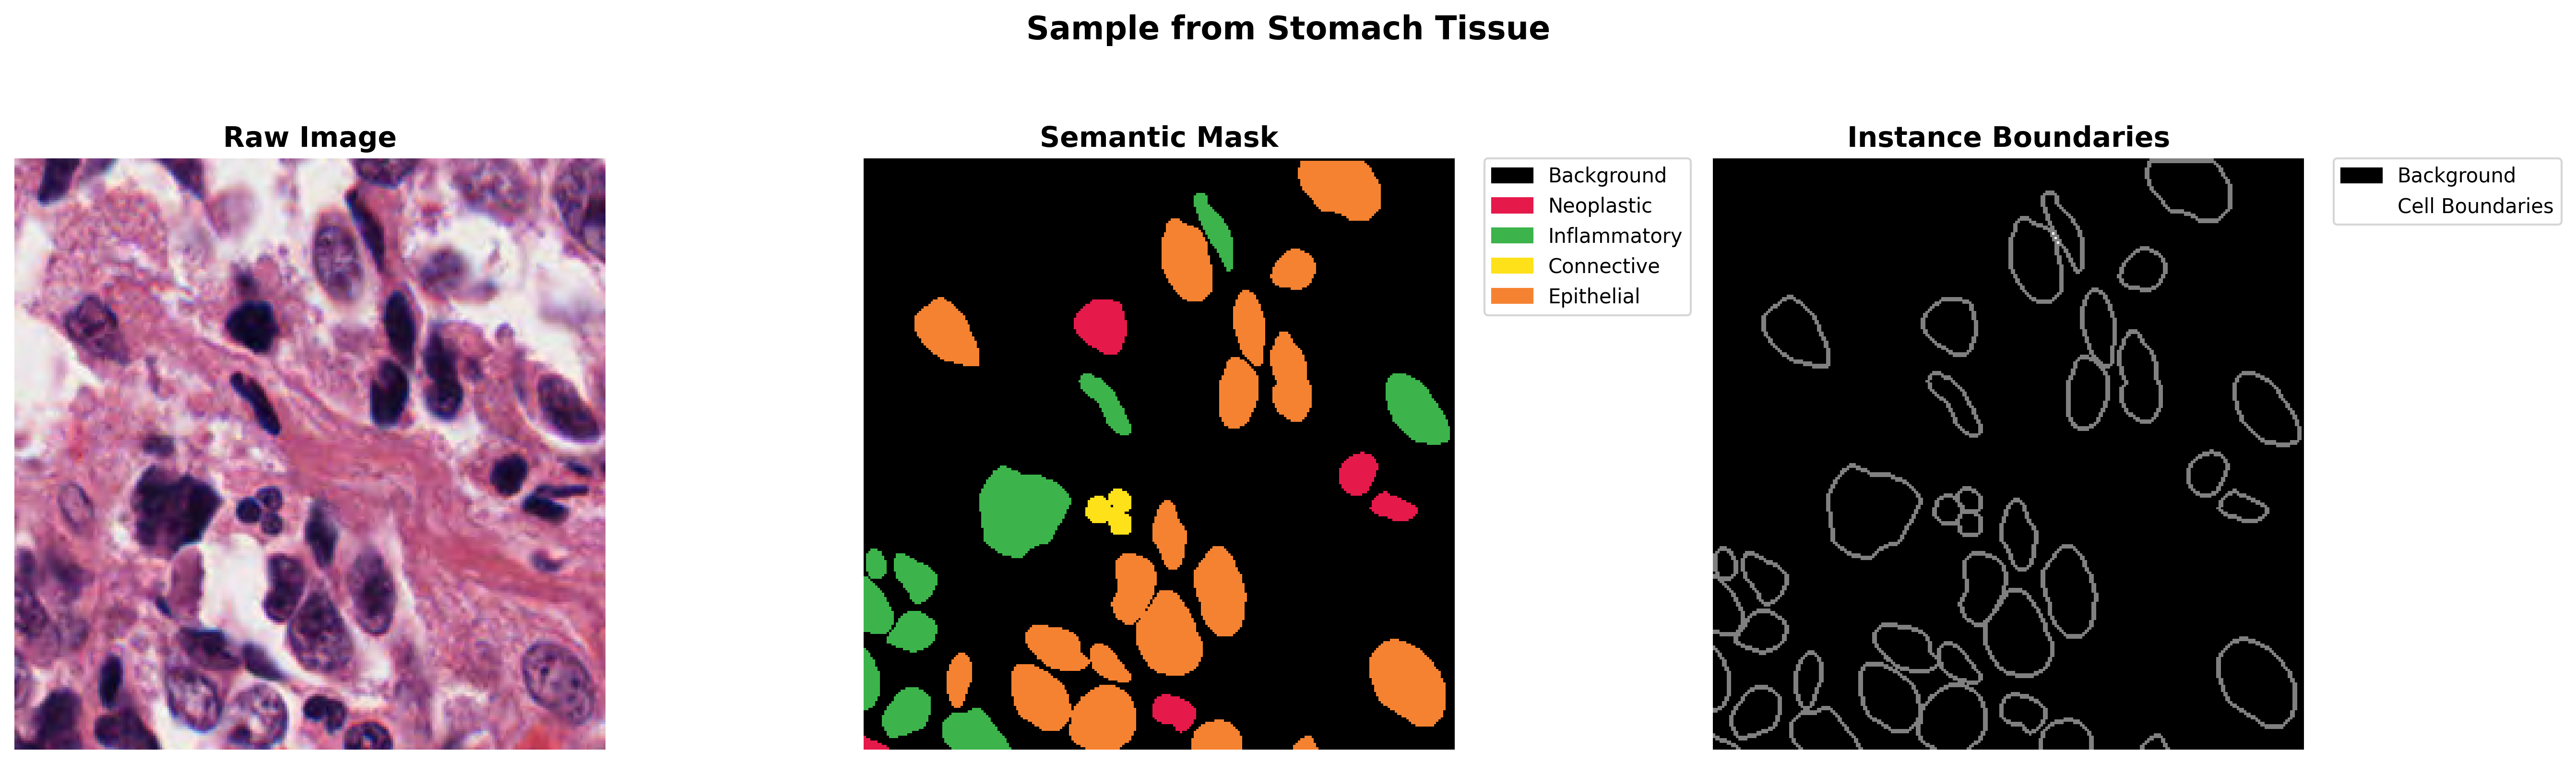 Sample from Stomach Tissue
Raw Image
Semantic Mask
Background
Neoplastic
Inflammatory
Connective
Epithelial
Instance Boundaries
Background
Cell Boundaries